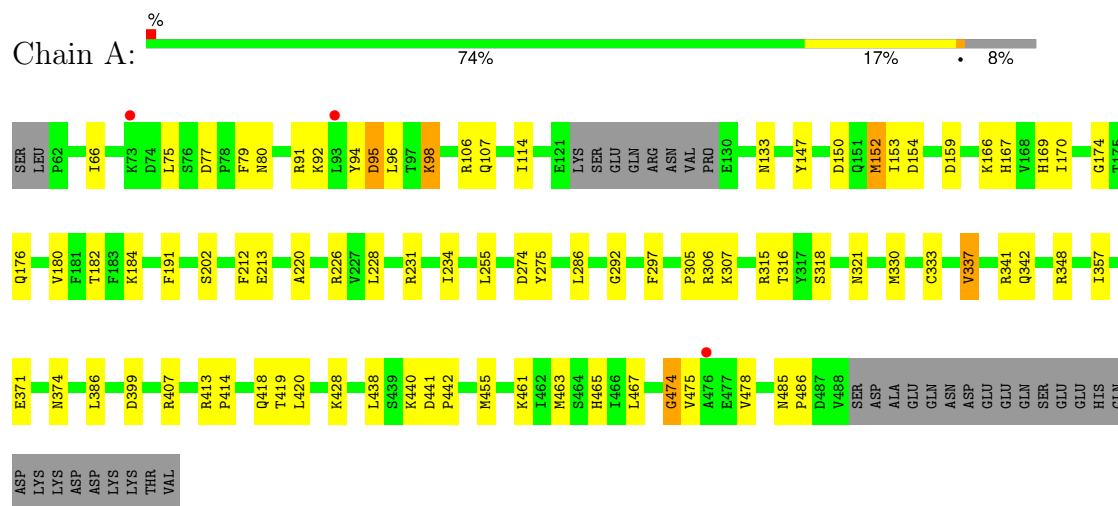 %
Chain A:
74% 17% • 8%
SER LEU P62 I66 K73 D74 L75 S76 D77 P78 F79 N80 R91 K92 L93 Y94 D95 L96 T97 K98 R106 Q107 I114 E121 LYS SER GLU GLN ARG ASN VAL PRO E130 N133 Y147 D150 Q151 M152 I153 D154 D159 K166 H167 V168 H169 I170 G174 T175
Q176 V180 F181 T182 F183 K184 F191 S202 F212 E213 A220 R226 V227 L228 R231 I234 L255 D274 Y275 L286 G292 F297 P305 R306 K307 R315 T316 Y317 S318 N321 M330 C333 V337 R341 Q342 R348 I357
E371 N374 L386 D399 R407 R413 P414 Q418 T419 L420 K428 L438 S439 K440 D441 P442 M455 K461 I462 M463 S464 H465 I466 L467 G474 V475 A476 E477 V478 N485 P486 D487 V488 SER ASP ALA GLU GLN ASN ASP GLU GLU GLN SER GLU GLU HIS GLN
ASP LYS LYS ASP ASP LYS LYS THR VAL